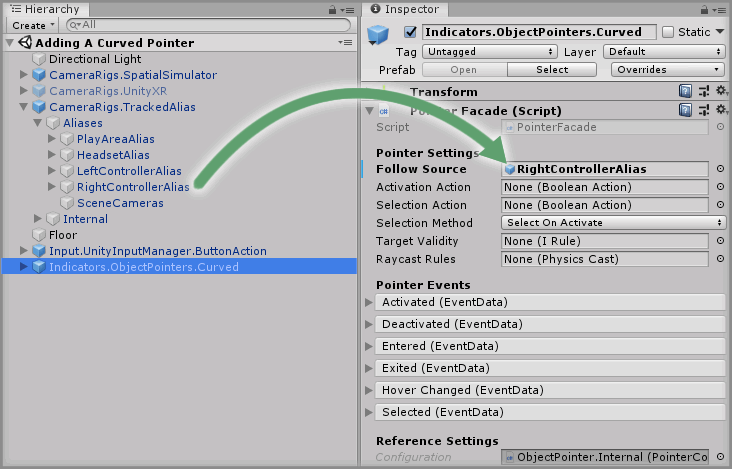 Hierarchy
Create
All
Adding A Curved Pointer
Directional Light
CameraRigs.SpatialSimulator
CameraRigs.UnityXR
CameraRigs.TrackedAlias
Aliases
PlayAreaAlias
HeadsetAlias
LeftControllerAlias
RightControllerAlias
SceneCameras
Internal
Floor
Input.UnityInputManager.ButtonAction
Indicators.ObjectPointers.Curved
Inspector
Indicators.ObjectPointers.Curved Static
Tag Untagged Layer Default
Prefab Open Select Overrides
Transform
Pointer Facade (Script)
Script PointerFacade
Pointer Settings
Follow Source RightControllerAlias
Activation Action None (Boolean Action)
Selection Action None (Boolean Action)
Selection Method Select On Activate
Target Validity None (I Rule)
Raycast Rules None (Physics Cast)
Pointer Events
Activated (EventData)
Deactivated (EventData)
Entered (EventData)
Exited (EventData)
Hover Changed (EventData)
Selected (EventData)
Reference Settings
Configuration ObjectPointer.Internal (PointerCo